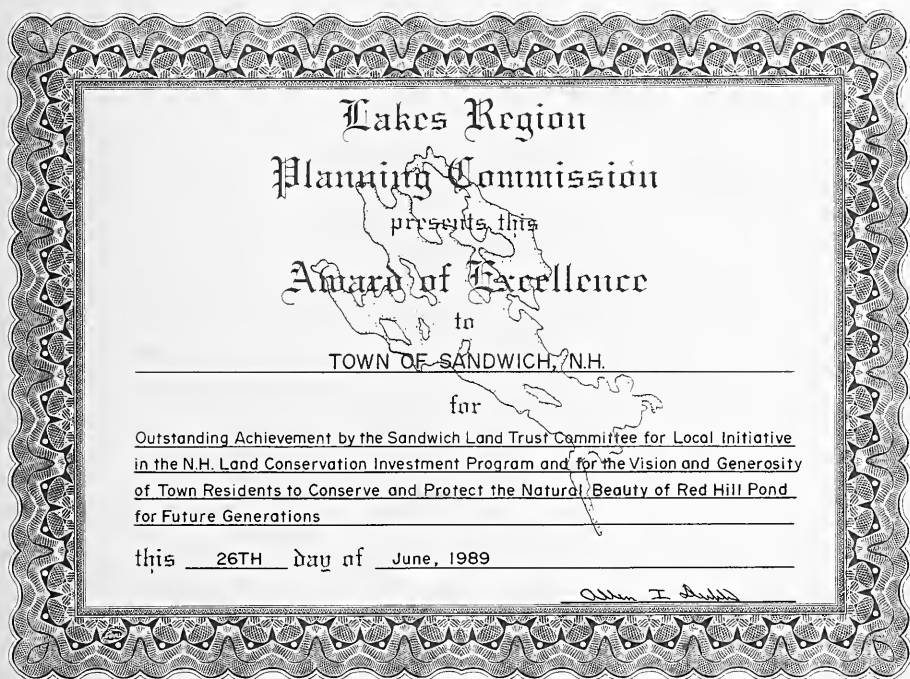 Lakes Region
Planning Commission
presents this
Award of Excellence
to
TOWN OF SANDWICH, N.H.
for
Outstanding Achievement by the Sandwich Land Trust Committee for Local Initiative
in the N.H. Land Conservation Investment Program and for the Vision and Generosity
of Town Residents to Conserve and Protect the Natural Beauty of Red Hill Pond
for Future Generations
this 26TH day of June, 1989
Allen I